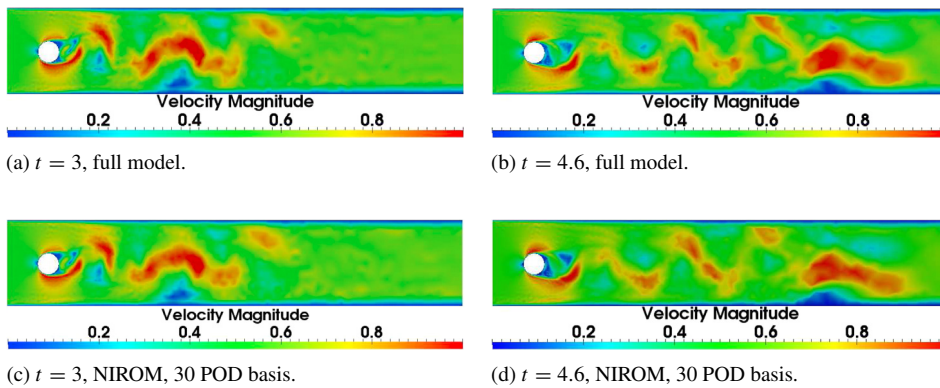 Velocity Magnitude
0.2 0.4 0.6 0.8
(a) t = 3, full model.
Velocity Magnitude
0.2 0.4 0.6 0.8
(b) t = 4.6, full model.
Velocity Magnitude
0.2 0.4 0.6 0.8
(c) t = 3, NIROM, 30 POD basis.
Velocity Magnitude
0.2 0.4 0.6 0.8
(d) t = 4.6, NIROM, 30 POD basis.